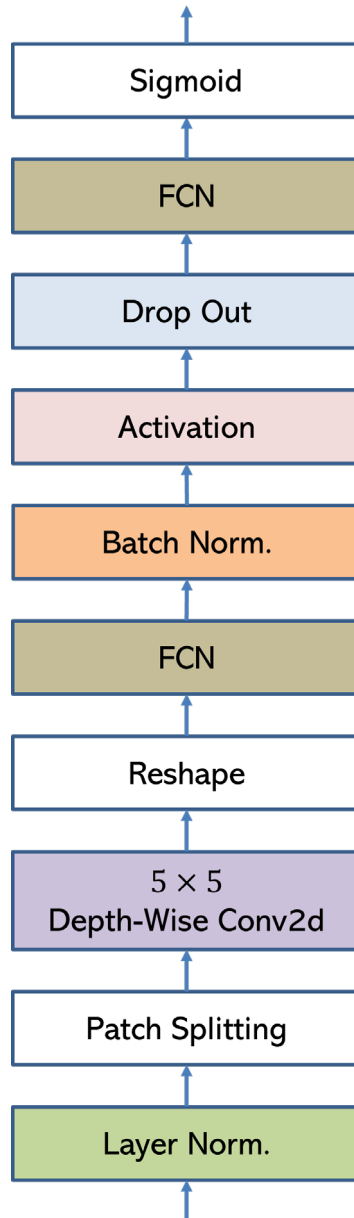 Sigmoid
FCN
Drop Out
Activation
Batch Norm.
FCN
Reshape
5 × 5
Depth-Wise Conv2d
Patch Splitting
Layer Norm.